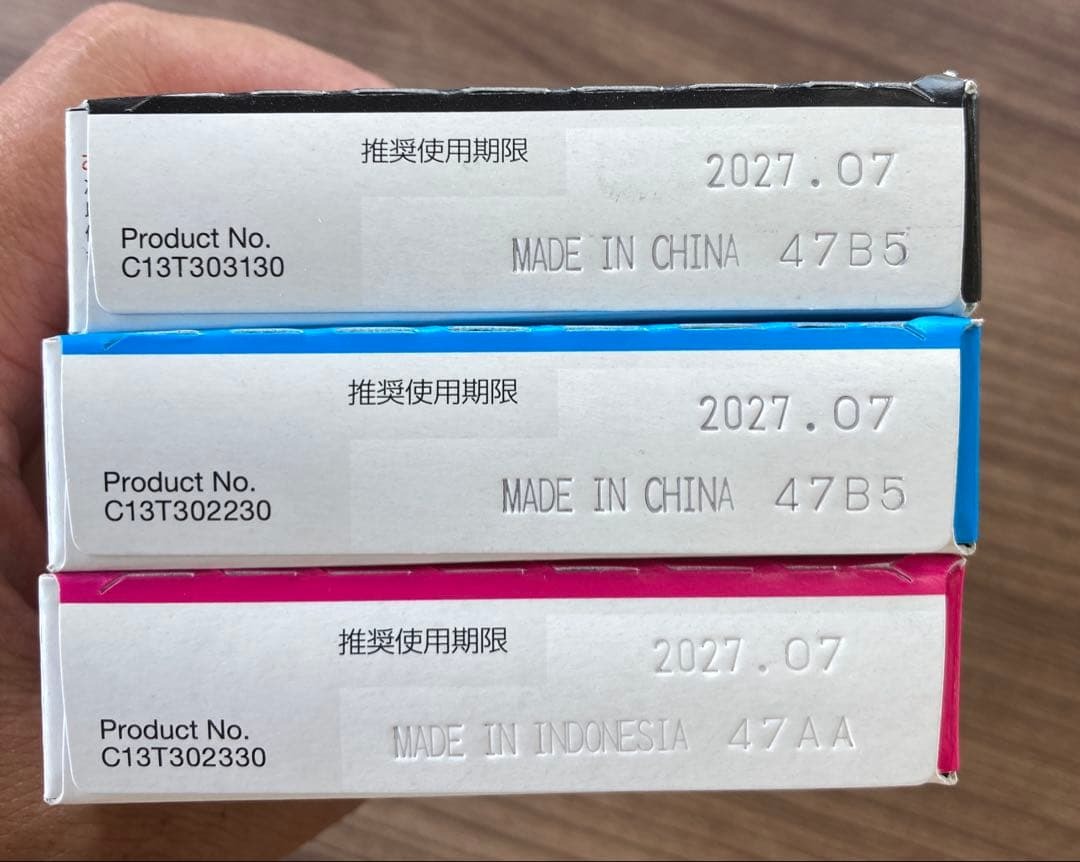 推奨使用期限
2027.07
Product No.
C13T303130
MADE IN CHINA 47B5
推奨使用期限
2027.07
Product No.
C13T302230
MADE IN CHINA 47B5
推奨使用期限
2027.07
Product No.
C13T302330
MADE IN INDONESIA 47AA